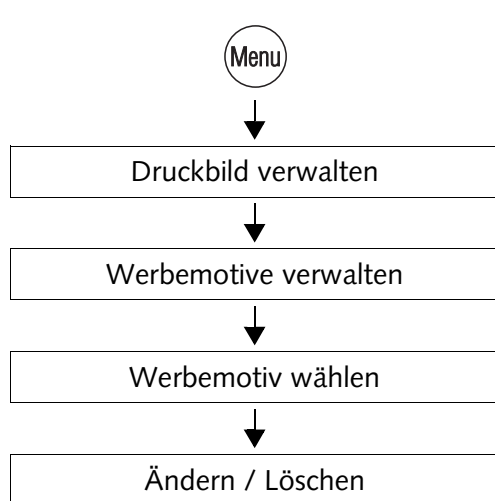 Menu
Druckbild verwalten
Werbemotive verwalten
Werbemotiv wählen
Ändern / Löschen